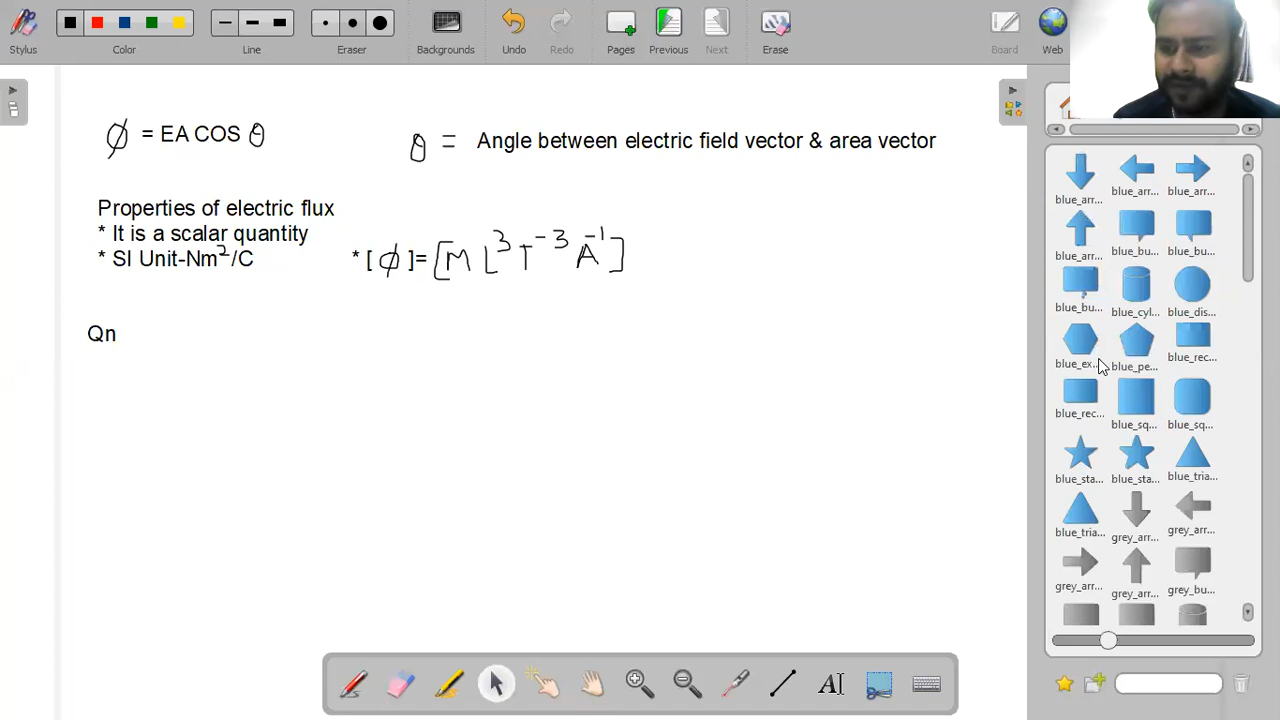 Stylus
Color
Line
Eraser
Backgrounds
Undo
Redo
Pages
Previous
Next
Erase
Board
Web
ϕ = EA COS θ
θ = Angle between electric field vector & area vector
Properties of electric flux
* It is a scalar quantity
* SI Unit-Nm²/C
* [ϕ]=[M L³ T⁻³ A⁻¹]
Qn
blue_arr...
blue_arr...
blue_arr...
blue_arr...
blue_bu...
blue_bu...
blue_bu...
blue_cyl...
blue_dis...
blue_ex...
blue_pe...
blue_rec...
blue_rec...
blue_sq...
blue_sq...
blue_sta...
blue_sta...
blue_tria...
blue_tria...
grey_arr...
grey_arr...
grey_arr...
grey_arr...
grey_bu...
AI